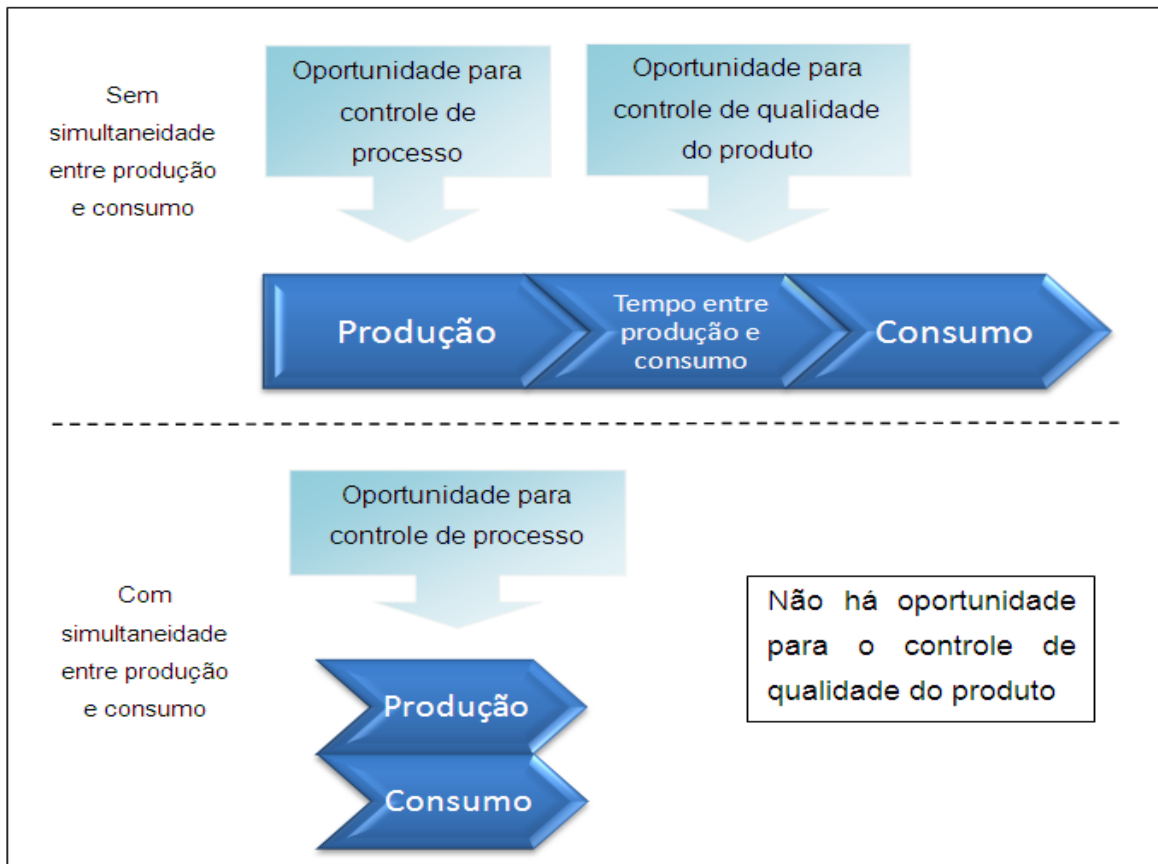 Sem
simultaneidade
entre produção
e consumo
Oportunidade para
controle de
processo
Oportunidade para
controle de qualidade
do produto
Produção
Tempo entre
produção e
consumo
Consumo
Com
simultaneidade
entre produção
e consumo
Oportunidade para
controle de processo
Produção
Consumo
Não há oportunidade
para o controle de
qualidade do produto